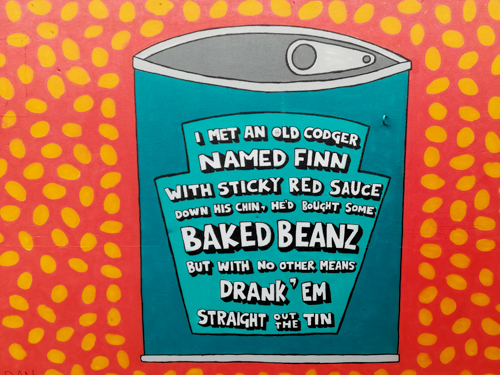 I MET AN OLD CODGER
NAMED FINN
WITH STICKY RED SAUCE
DOWN HIS CHIN, HE'D BOUGHT SOME
BAKED BEANZ
BUT WITH NO OTHER MEANS
DRANK 'EM
STRAIGHT OUT THE TIN